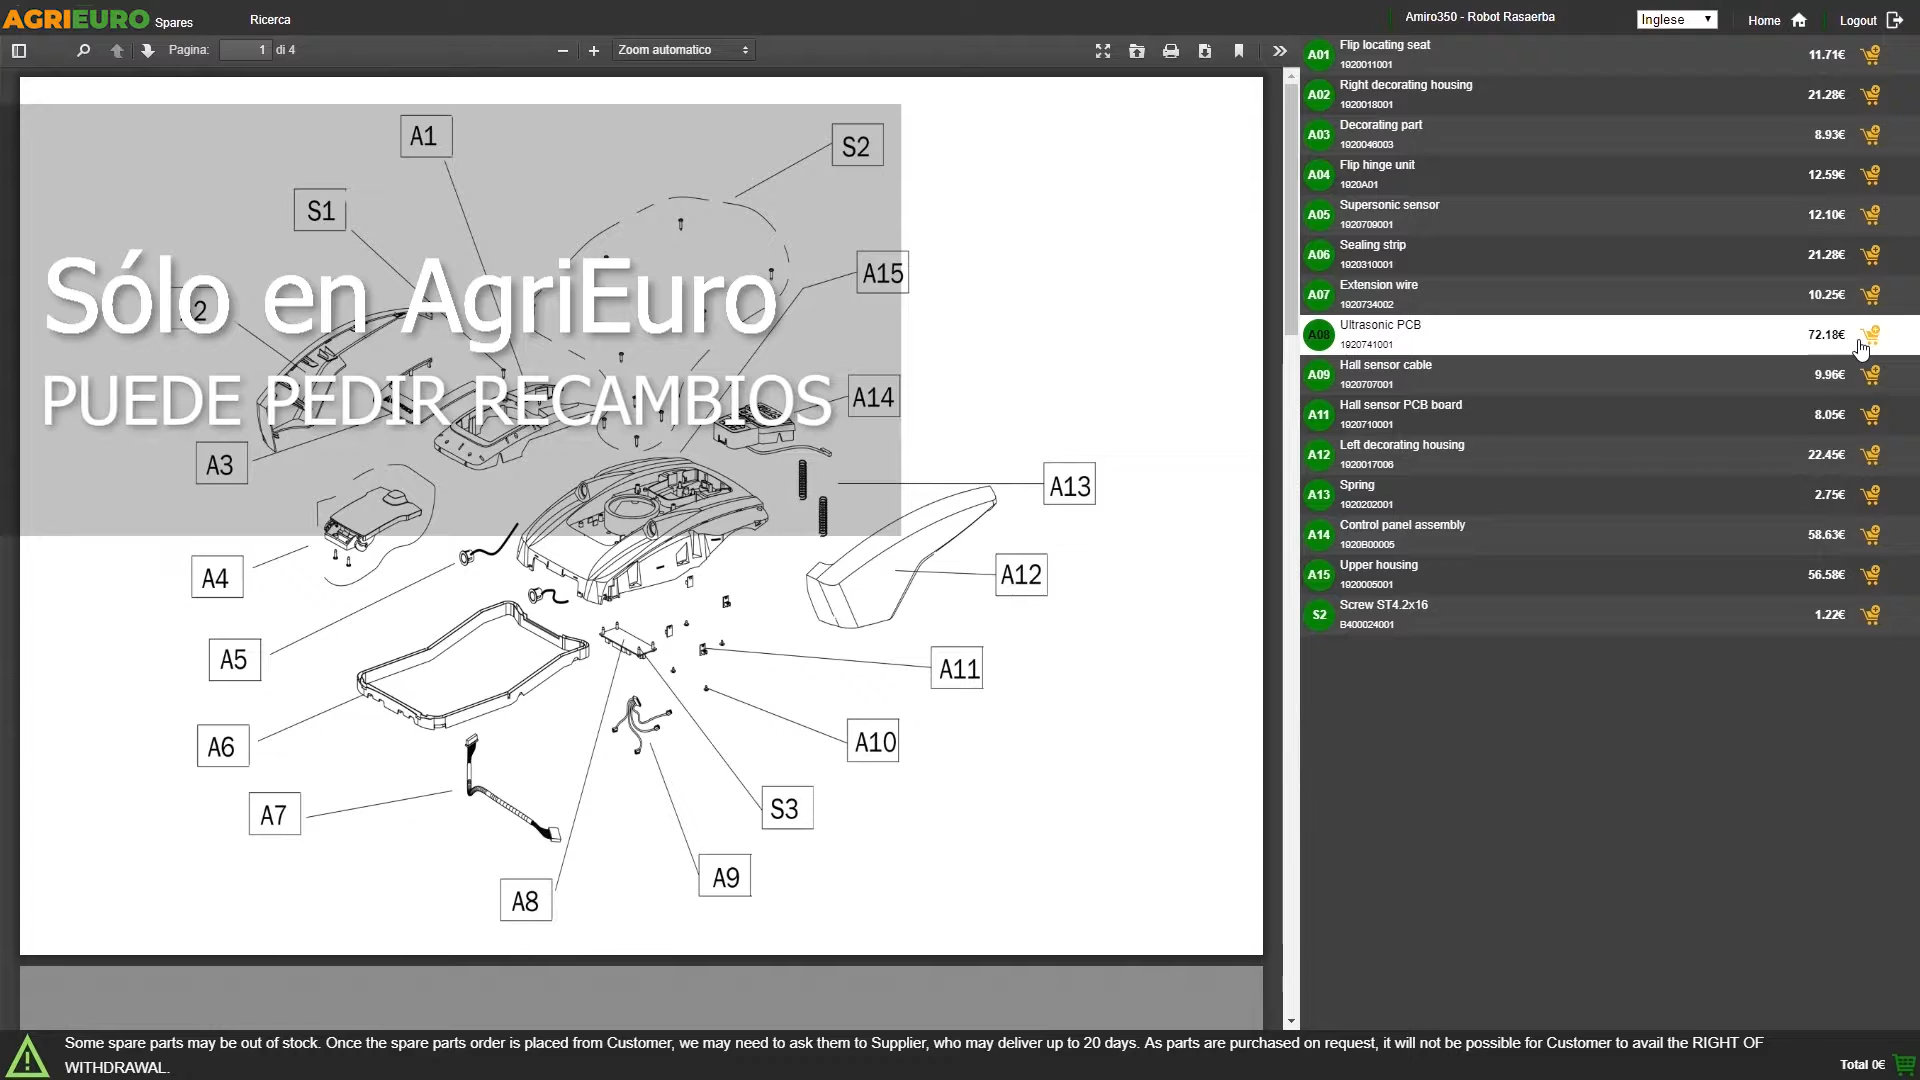 AGRIEURO Spares
Ricerca
Amiro350 - Robot Rasaerba
Inglese
Home
Logout
Pagina: 1 di 4
Zoom automatico
A1
S2
S1
A15
2
Sólo en AgriEuro
PUEDE PEDIR RECAMBIOS
A14
A3
A13
A4
A12
A5
A11
A6
A10
A7
S3
A9
A8
A01 Flip locating seat 11.71€
1920011001
A02 Right decorating housing 21.28€
1920018001
A03 Decorating part 8.93€
1920046003
A04 Flip hinge unit 12.59€
1920A01
A05 Supersonic sensor 12.10€
1920709001
A06 Sealing strip 21.28€
1920310001
A07 Extension wire 10.25€
1920734002
A08 Ultrasonic PCB 72.18€
1920741001
A09 Hall sensor cable 9.96€
1920707001
A11 Hall sensor PCB board 8.05€
1920710001
A12 Left decorating housing 22.45€
1920017006
A13 Spring 2.75€
1920202001
A14 Control panel assembly 58.63€
1920B00005
A15 Upper housing 56.58€
1920005001
S2 Screw ST4.2x16 1.22€
B400024001
Some spare parts may be out of stock. Once the spare parts order is placed from Customer, we may need to ask them to Supplier, who may deliver up to 20 days. As parts are purchased on request, it will not be possible for Customer to avail the RIGHT OF
WITHDRAWAL.
Total 0€